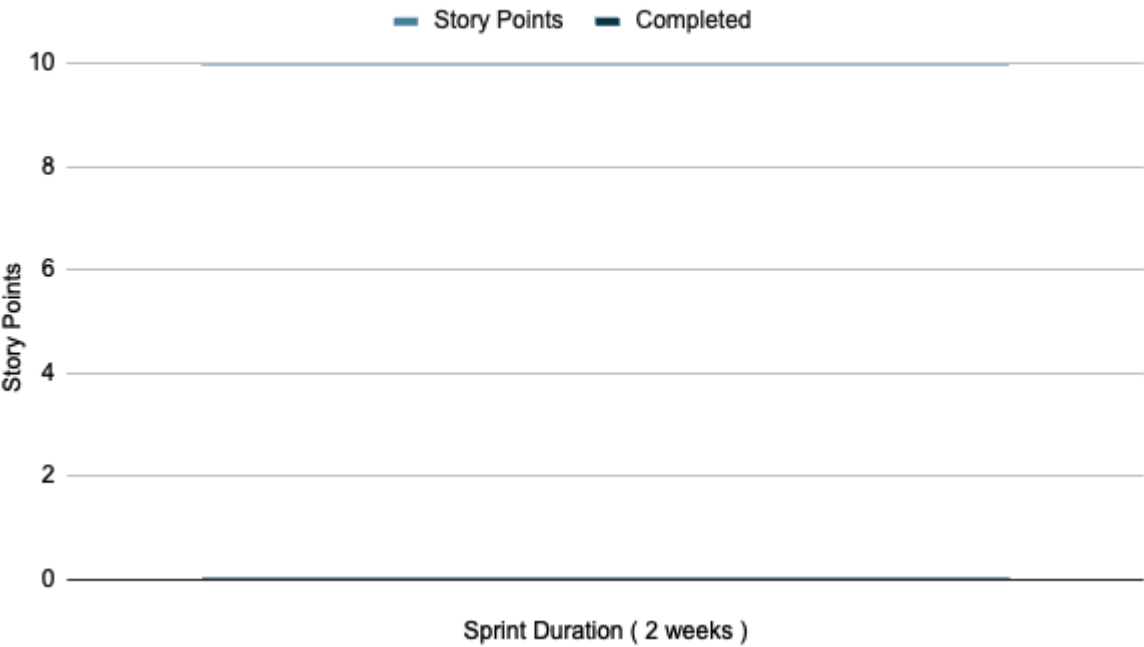 Story Points
Completed
10
8
6
4
2
0
Story Points
Sprint Duration ( 2 weeks )